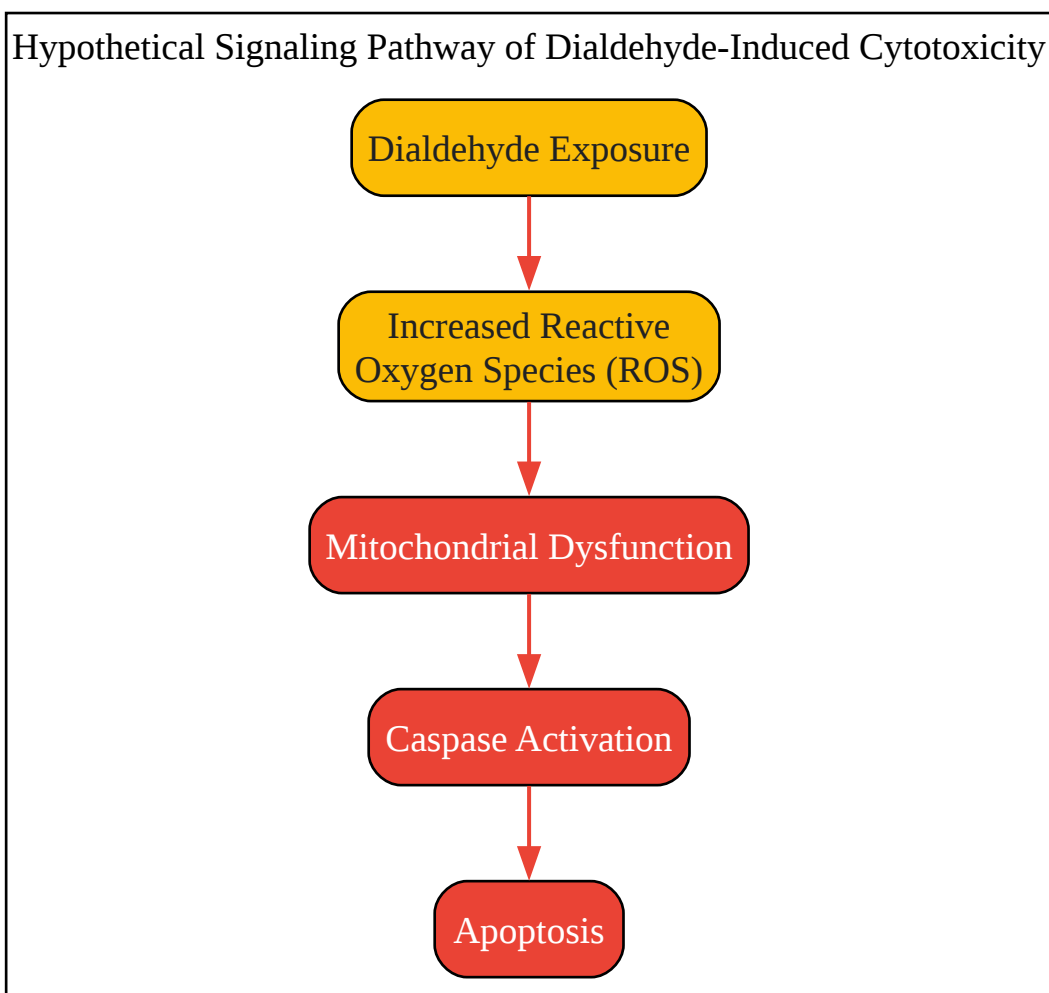 Hypothetical Signaling Pathway of Dialdehyde-Induced Cytotoxicity
Dialdehyde Exposure
Increased Reactive
Oxygen Species (ROS)
Mitochondrial Dysfunction
Caspase Activation
Apoptosis